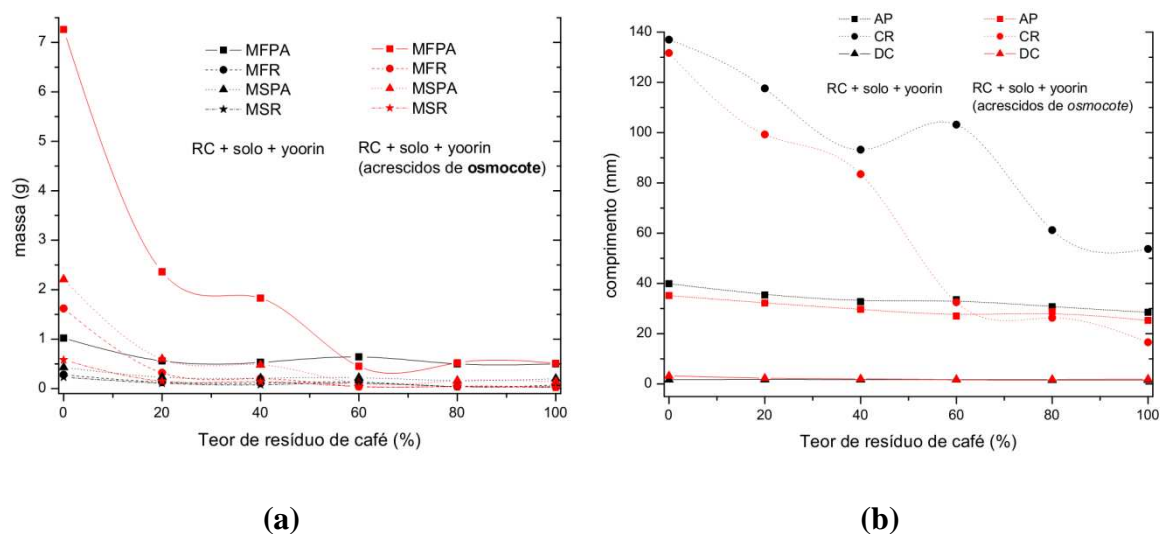 7
6
5
4
3
2
1
0
massa (g)
MFPA
MFR
MSPA
MSR
MFPA
MFR
MSPA
MSR
RC + solo + yoorin
RC + solo + yoorin
(acrescidos de osmocote)
0 20 40 60 80 100
Teor de resíduo de café (%)
(a)
140
120
100
80
60
40
20
0
comprimento (mm)
AP
CR
DC
AP
CR
DC
RC + solo + yoorin
RC + solo + yoorin
(acrescidos de osmocote)
0 20 40 60 80 100
Teor de resíduo de café (%)
(b)